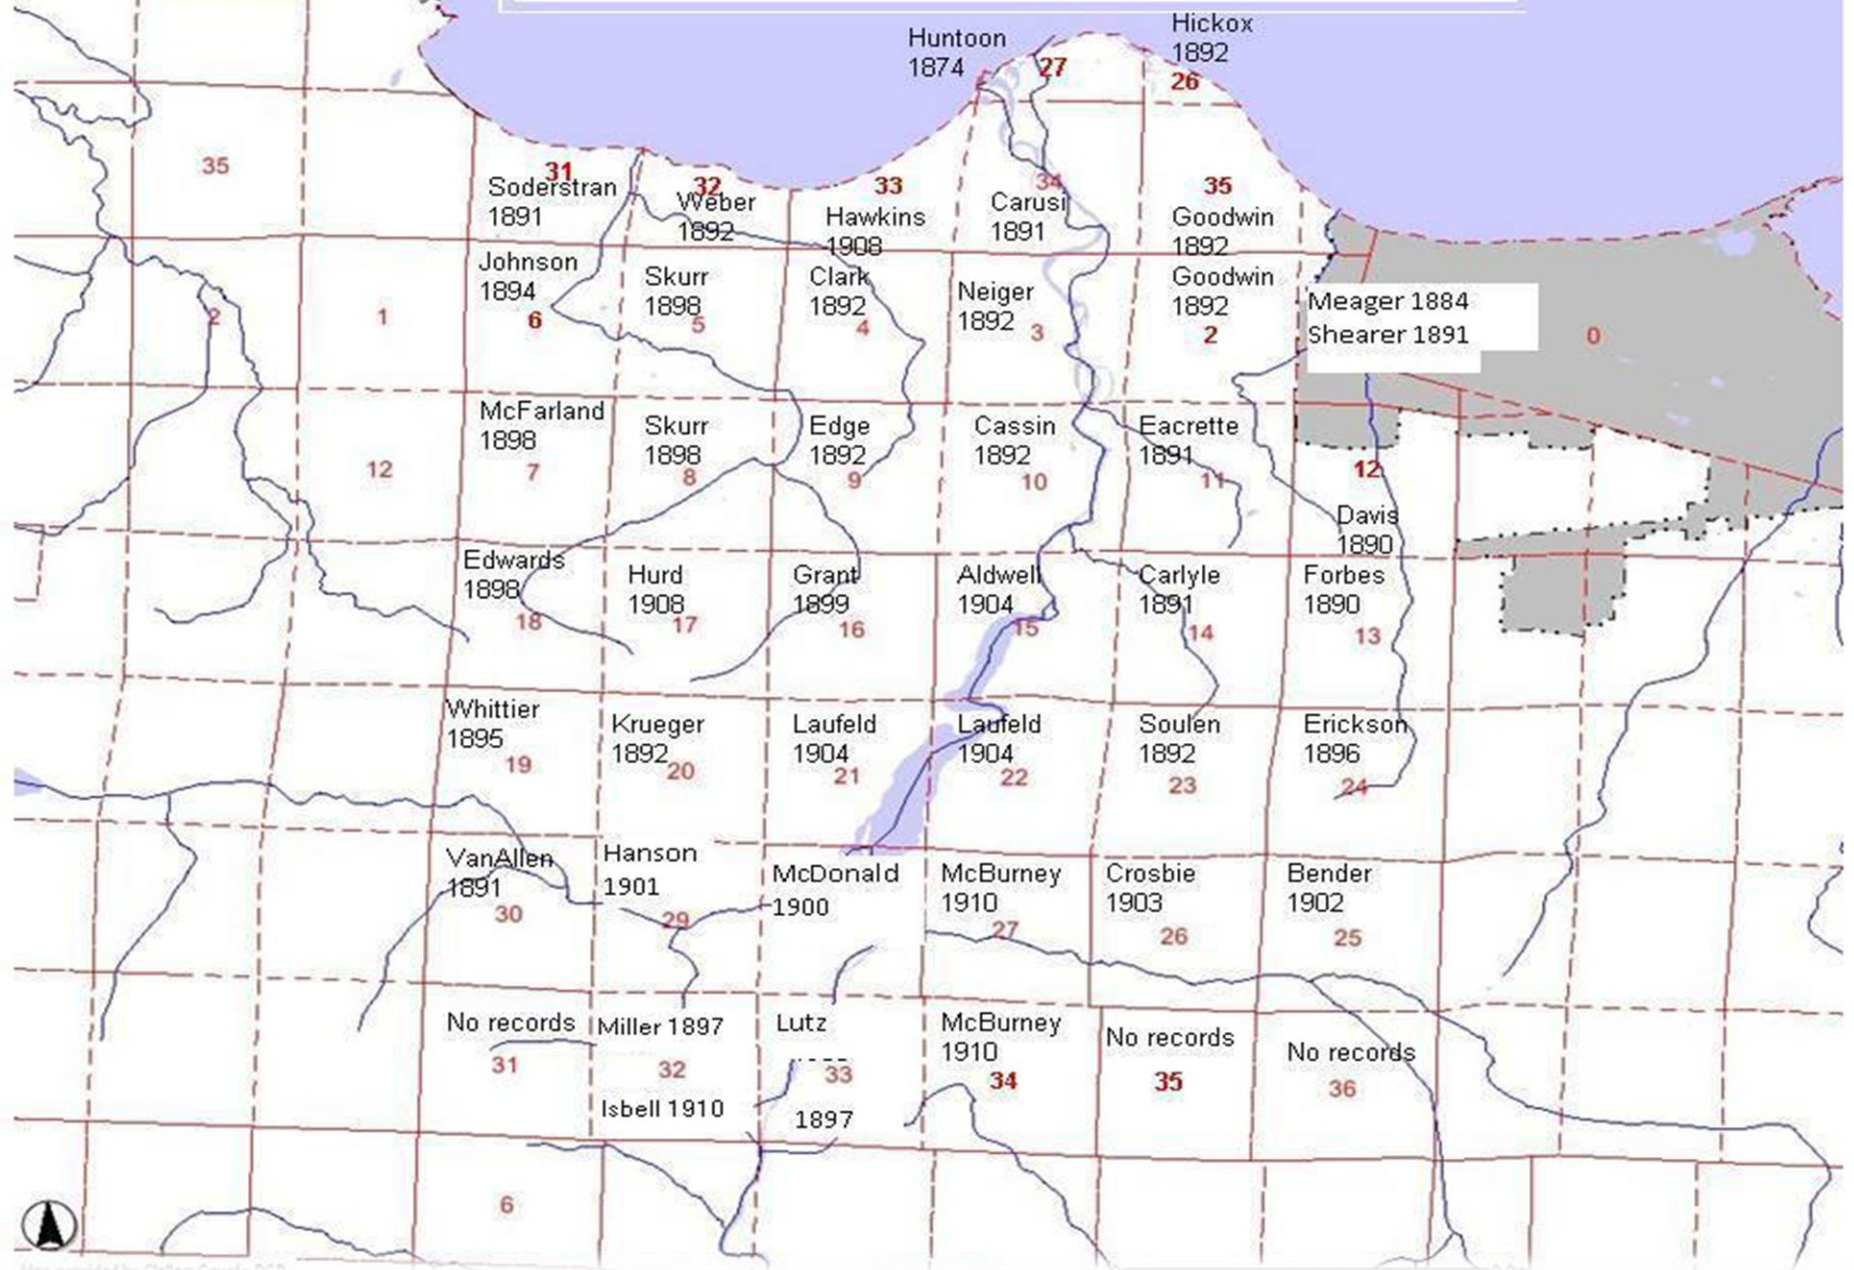 Hickox
1892
26
Huntoon
1874
27
35
31
Soderstran
1891
32
Weber
1892
33
Hawkins
1908
34
Carusi
1891
35
Goodwin
1892
2
1
Johnson
1894
6
Skurr
1898
5
Clark
1892
4
Neiger
1892
3
Goodwin
1892
2
Meager 1884
Shearer 1891
0
12
McFarland
1898
7
Skurr
1898
8
Edge
1892
9
Cassin
1892
10
Eacrette
1891
11
12
Davis
1890
Edwards
1898
18
Hurd
1908
17
Grant
1899
16
Aldwell
1904
15
Carlyle
1891
14
Forbes
1890
13
Whittier
1895
19
Krueger
1892
20
Laufeld
1904
21
Laufeld
1904
22
Soulen
1892
23
Erickson
1896
24
VanAllen
1891
30
Hanson
1901
29
McDonald
1900
McBurney
1910
27
Crosbie
1903
26
Bender
1902
25
No records
31
Miller 1897
32
Isbell 1910
Lutz
33
1897
McBurney
1910
34
No records
35
No records
36
6